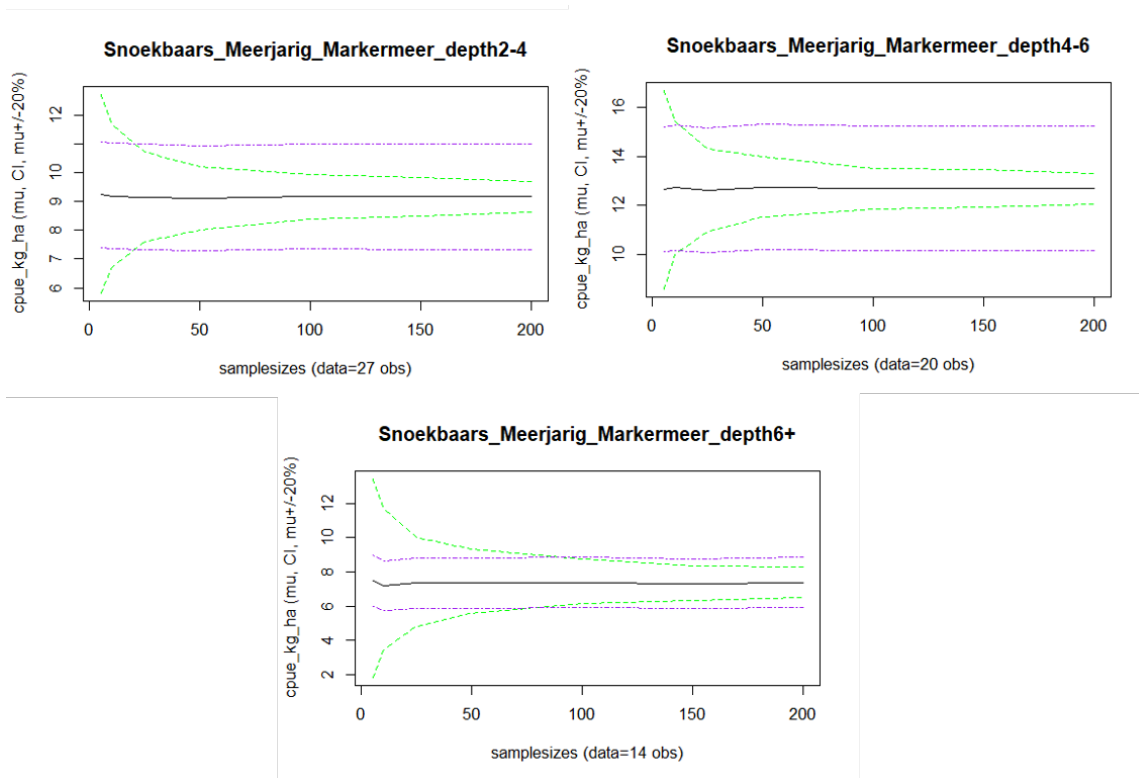 Snoekbaars_Meerjarig_Markermeer_depth2-4
cpue_kg_ha (mu, CI, mu+/-20%)
12
11
10
9
8
7
6
0 50 100 150 200
samplesizes (data=27 obs)
Snoekbaars_Meerjarig_Markermeer_depth4-6
cpue_kg_ha (mu, CI, mu+/-20%)
16
14
12
10
0 50 100 150 200
samplesizes (data=20 obs)
Snoekbaars_Meerjarig_Markermeer_depth6+
cpue_kg_ha (mu, CI, mu+/-20%)
12
10
8
6
4
2
0 50 100 150 200
samplesizes (data=14 obs)